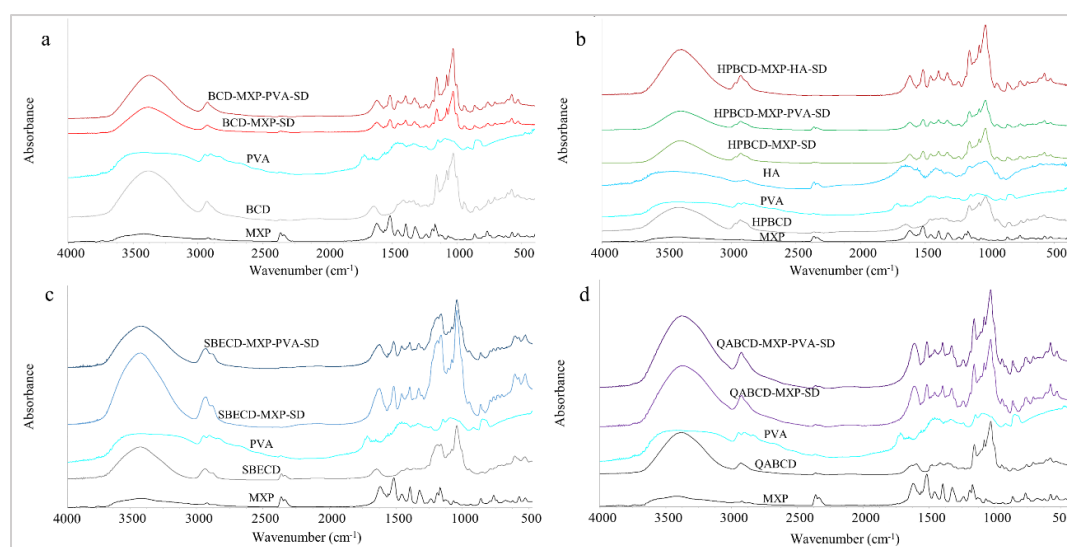 a
BCD-MXP-PVA-SD
BCD-MXP-SD
PVA
BCD
MXP
Absorbance
4000 3500 3000 2500 2000 1500 1000 500
Wavenumber (cm-1)
b
HPBCD-MXP-HA-SD
HPBCD-MXP-PVA-SD
HPBCD-MXP-SD
HA
PVA
HPBCD
MXP
Absorbance
4000 3500 3000 2500 2000 1500 1000 500
Wavenumber (cm-1)
c
SBECD-MXP-PVA-SD
SBECD-MXP-SD
PVA
SBECD
MXP
Absorbance
4000 3500 3000 2500 2000 1500 1000 500
Wavenumber (cm-1)
d
QABCD-MXP-PVA-SD
QABCD-MXP-SD
PVA
QABCD
MXP
Absorbance
4000 3500 3000 2500 2000 1500 1000 500
Wavenumber (cm-1)